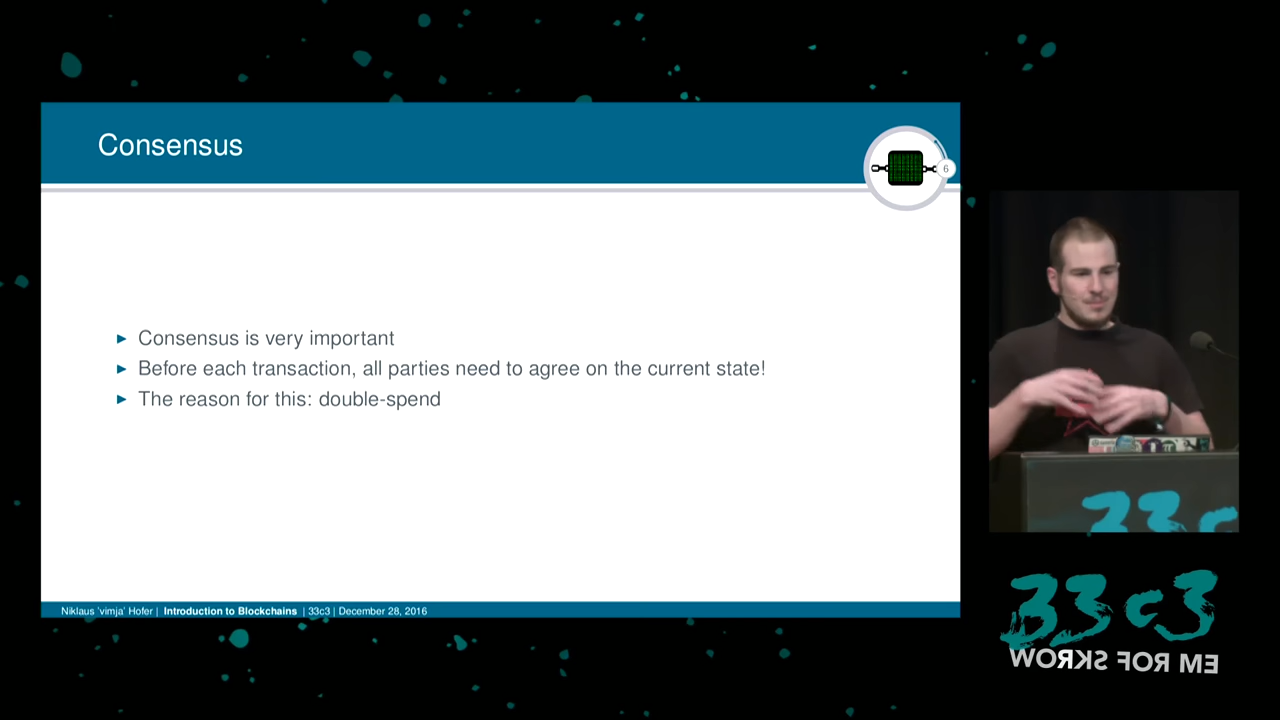 Consensus
6
► Consensus is very important
► Before each transaction, all parties need to agree on the current state!
► The reason for this: double-spend
Niklaus 'vimja' Hofer | Introduction to Blockchains | 33c3 | December 28, 2016
33c
33c3
WORKS FOR ME